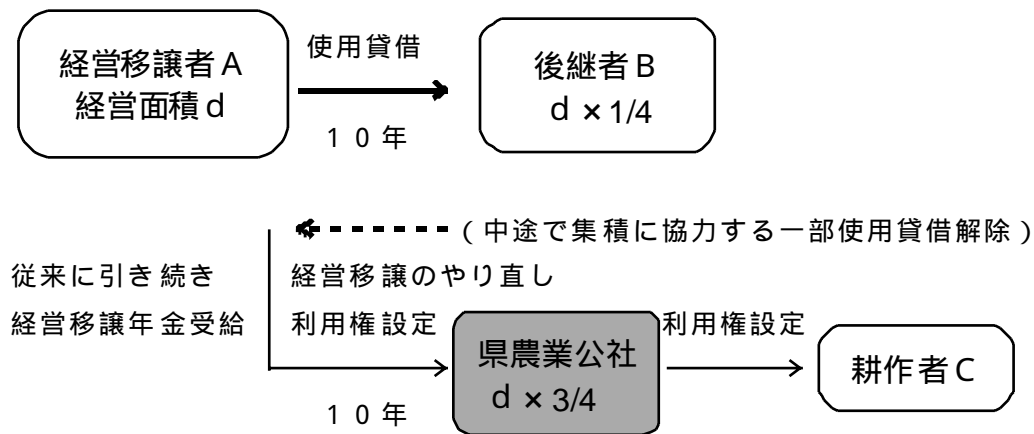 経営移譲者A
経営面積d
使用貸借
10年
後継者B
d×1/4
(中途で集積に協力する一部使用貸借解除)
従来に引き続き
経営移譲年金受給
経営移譲のやり直し
利用権設定
10年
県農業公社
d×3/4
利用権設定
耕作者C